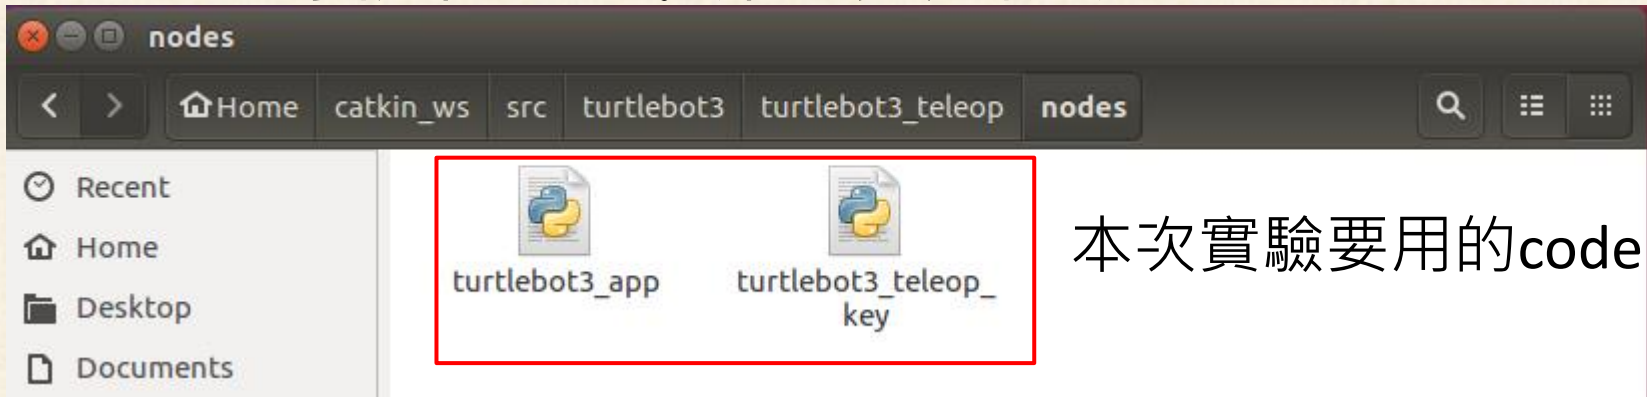 nodes
Home catkin_ws src turtlebot3 turtlebot3_teleop nodes
Recent
Home
Desktop
Documents
turtlebot3_app
turtlebot3_teleop_
key
本次實驗要用的code